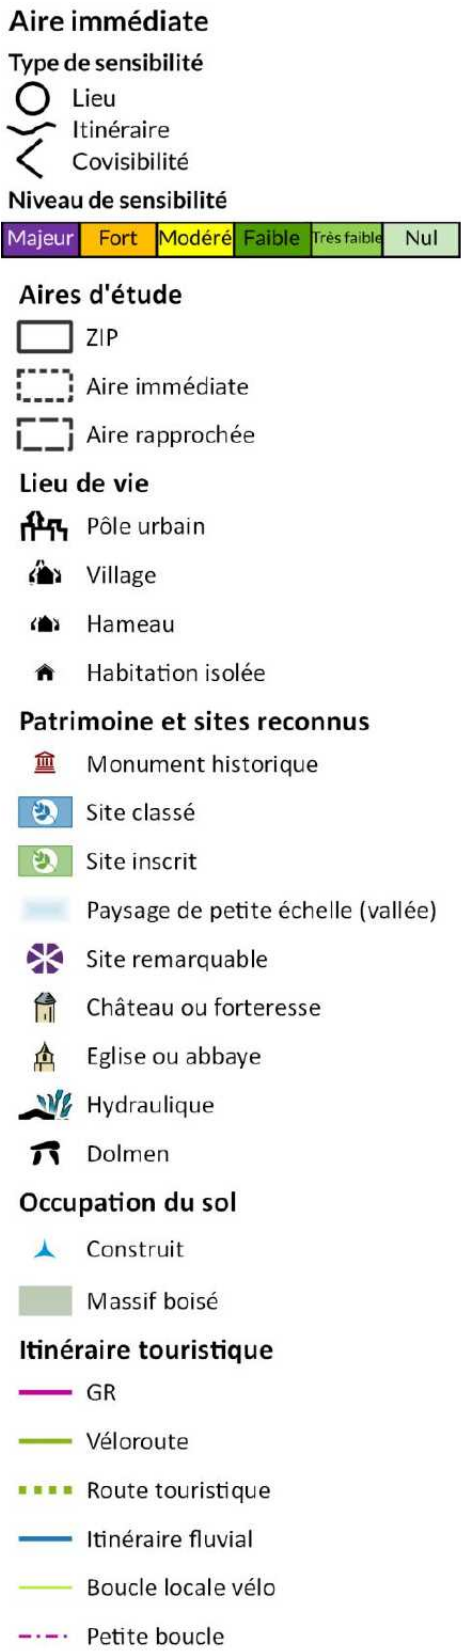 Aire immédiate
Type de sensibilité
Lieu
Itinéraire
Covisibilité
Niveau de sensibilité
Majeur Fort Modéré Faible Très faible Nul
Aires d'étude
ZIP
Aire immédiate
Aire rapprochée
Lieu de vie
Pôle urbain
Village
Hameau
Habitation isolée
Patrimoine et sites reconnus
Monument historique
Site classé
Site inscrit
Paysage de petite échelle (vallée)
Site remarquable
Château ou forteresse
Eglise ou abbaye
Hydraulique
Dolmen
Occupation du sol
Construit
Massif boisé
Itinéraire touristique
GR
Véloroute
Route touristique
Itinéraire fluvial
Boucle locale vélo
Petite boucle